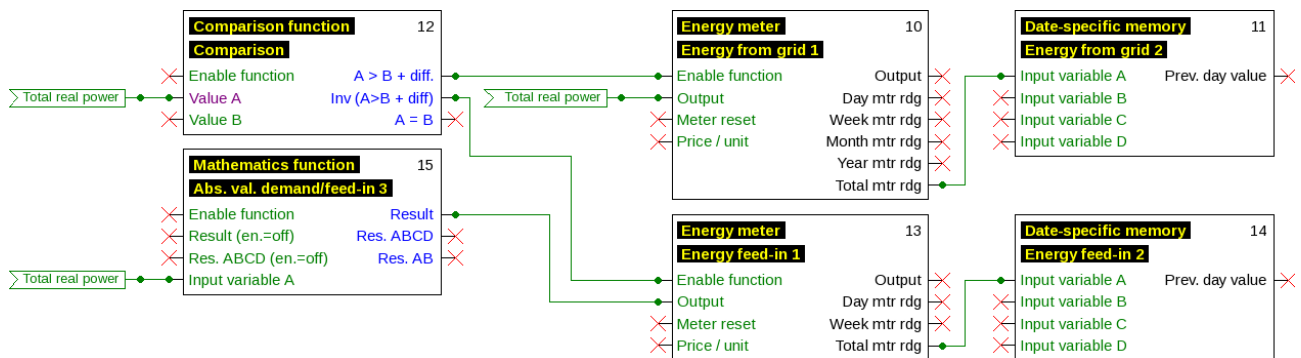 Comparison function 12
Comparison
Enable function A > B + diff.
Total real power Value A Inv (A>B + diff)
Value B A = B
Energy meter 10
Energy from grid 1
Enable function Output
Total real power Output Day mtr rdg
Meter reset Week mtr rdg
Price / unit Month mtr rdg
Year mtr rdg
Total mtr rdg
Date-specific memory 11
Energy from grid 2
Input variable A Prev. day value
Input variable B
Input variable C
Input variable D
Mathematics function 15
Abs. val. demand/feed-in 3
Enable function Result
Result (en.=off) Res. ABCD
Res. ABCD (en.=off) Res. AB
Total real power Input variable A
Energy meter 13
Energy feed-in 1
Enable function Output
Output Day mtr rdg
Meter reset Week mtr rdg
Price / unit Total mtr rdg
Date-specific memory 14
Energy feed-in 2
Input variable A Prev. day value
Input variable B
Input variable C
Input variable D